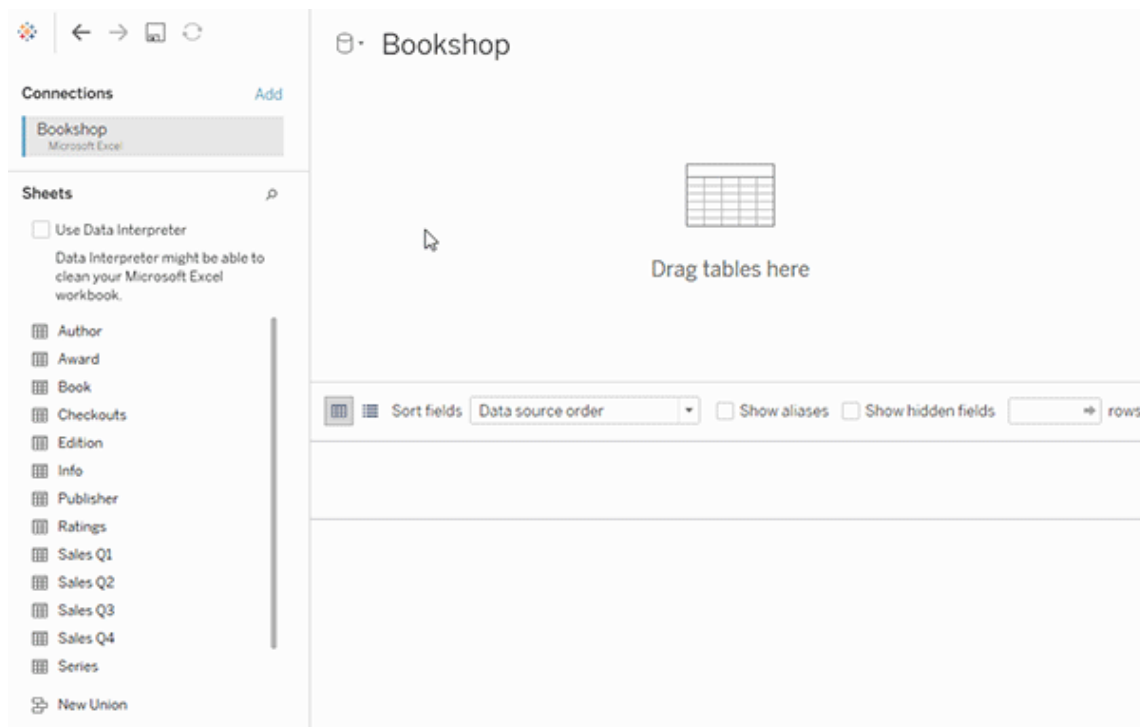 Bookshop
Connections Add
Bookshop
Microsoft Excel
Sheets
Use Data Interpreter
Data Interpreter might be able to
clean your Microsoft Excel
workbook.
Author
Award
Book
Checkouts
Edition
Info
Publisher
Ratings
Sales Q1
Sales Q2
Sales Q3
Sales Q4
Series
New Union
Drag tables here
Sort fields Data source order Show aliases Show hidden fields rows